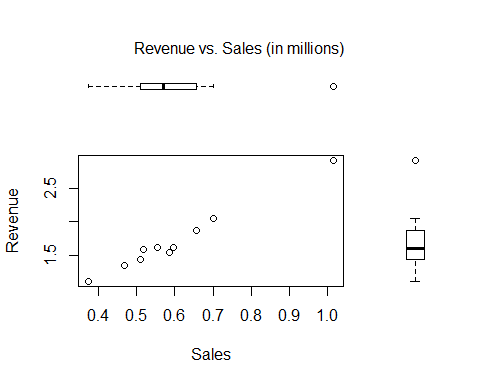 Revenue vs. Sales (in millions)
Revenue
2.5
1.5
0.4 0.5 0.6 0.7 0.8 0.9 1.0
Sales